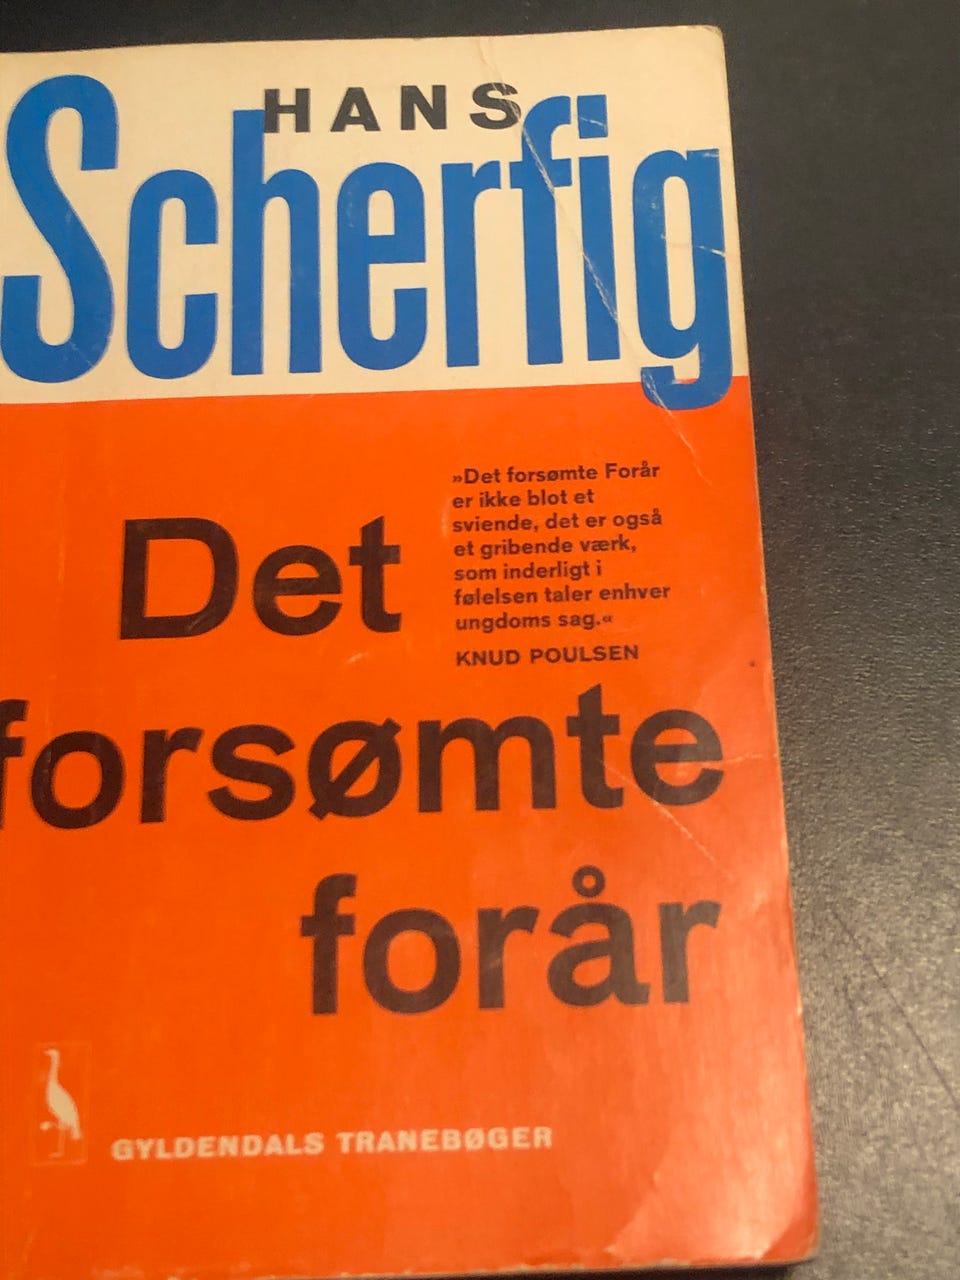 HANS
Scherfig
»Det forsømte Forår
er ikke blot et
sviende, det er også
et gribende værk,
som inderligt i
følelsen taler enhver
ungdoms sag.«
KNUD POULSEN
Det
forsømte
forår
GYLDENDALS TRANEBØGER